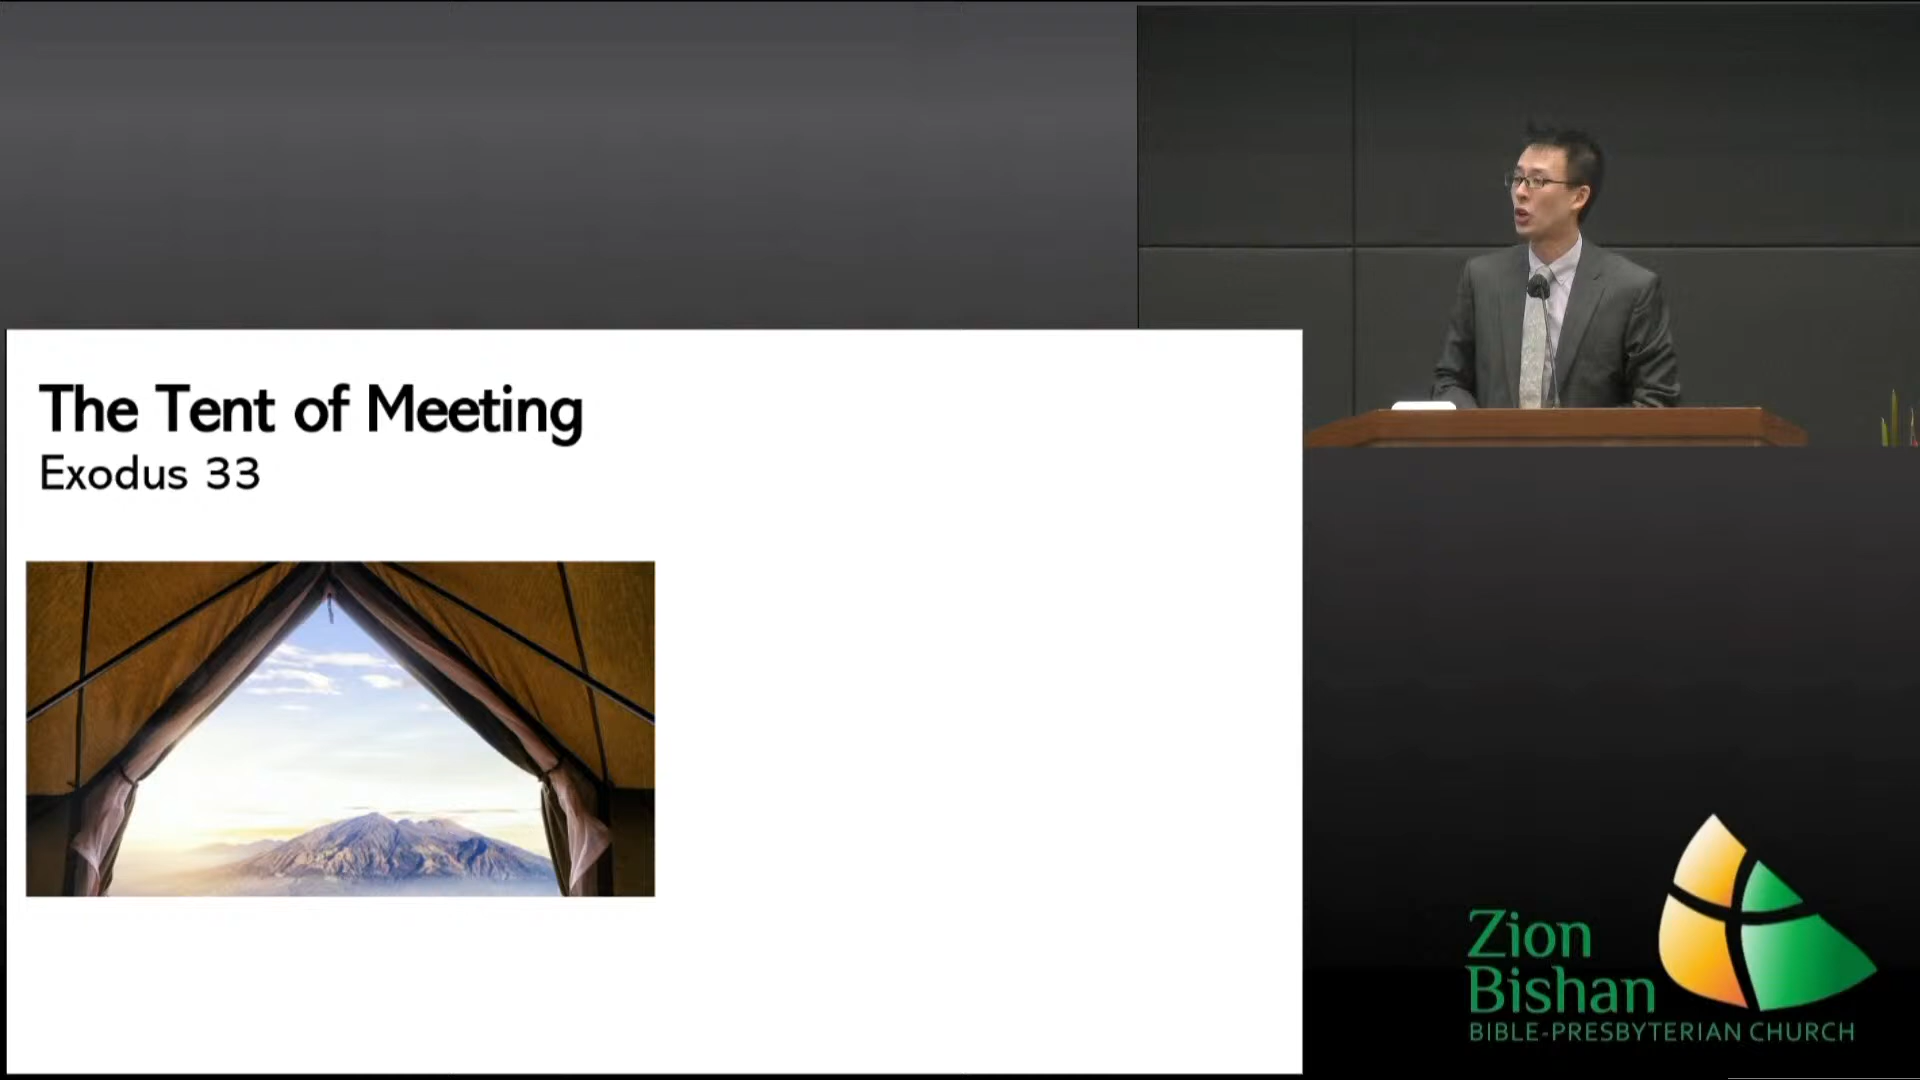 The Tent of Meeting
Exodus 33
Zion
Bishan
BIBLE-PRESBYTERIAN CHURCH